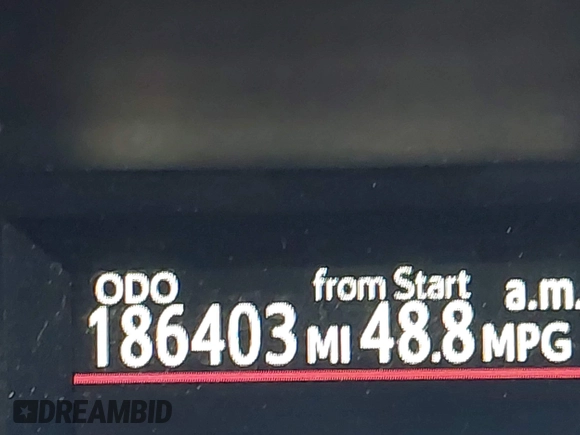 ODO from Start a.m.
186403 MI 48.8 MPG
DREAMBID